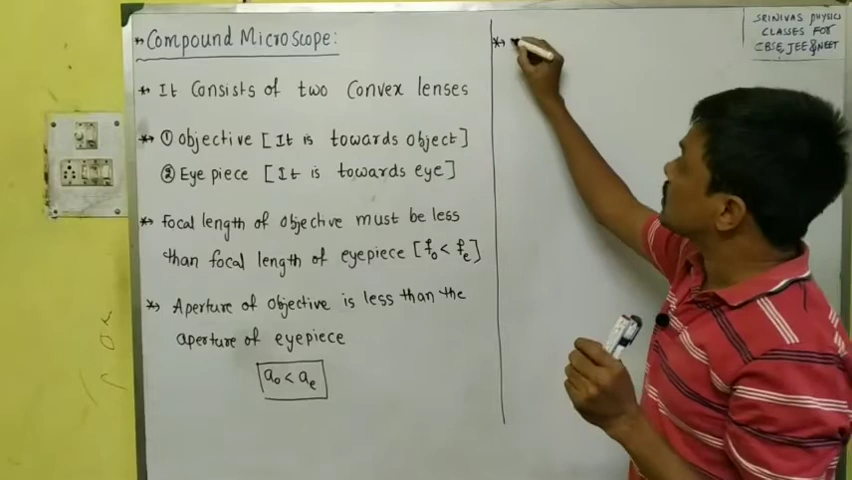 Compound Microscope:
It Consists of two Convex lenses
① Objective [It is towards object]
② Eye piece [It is towards eye]
Focal length of objective must be less
than focal length of eyepiece [fo < fe]
Aperture of objective is less than the
aperture of eyepiece
ao < ae
SRINIVAS PHYSICS
CLASSES FOR
CBSE, JEE & NEET